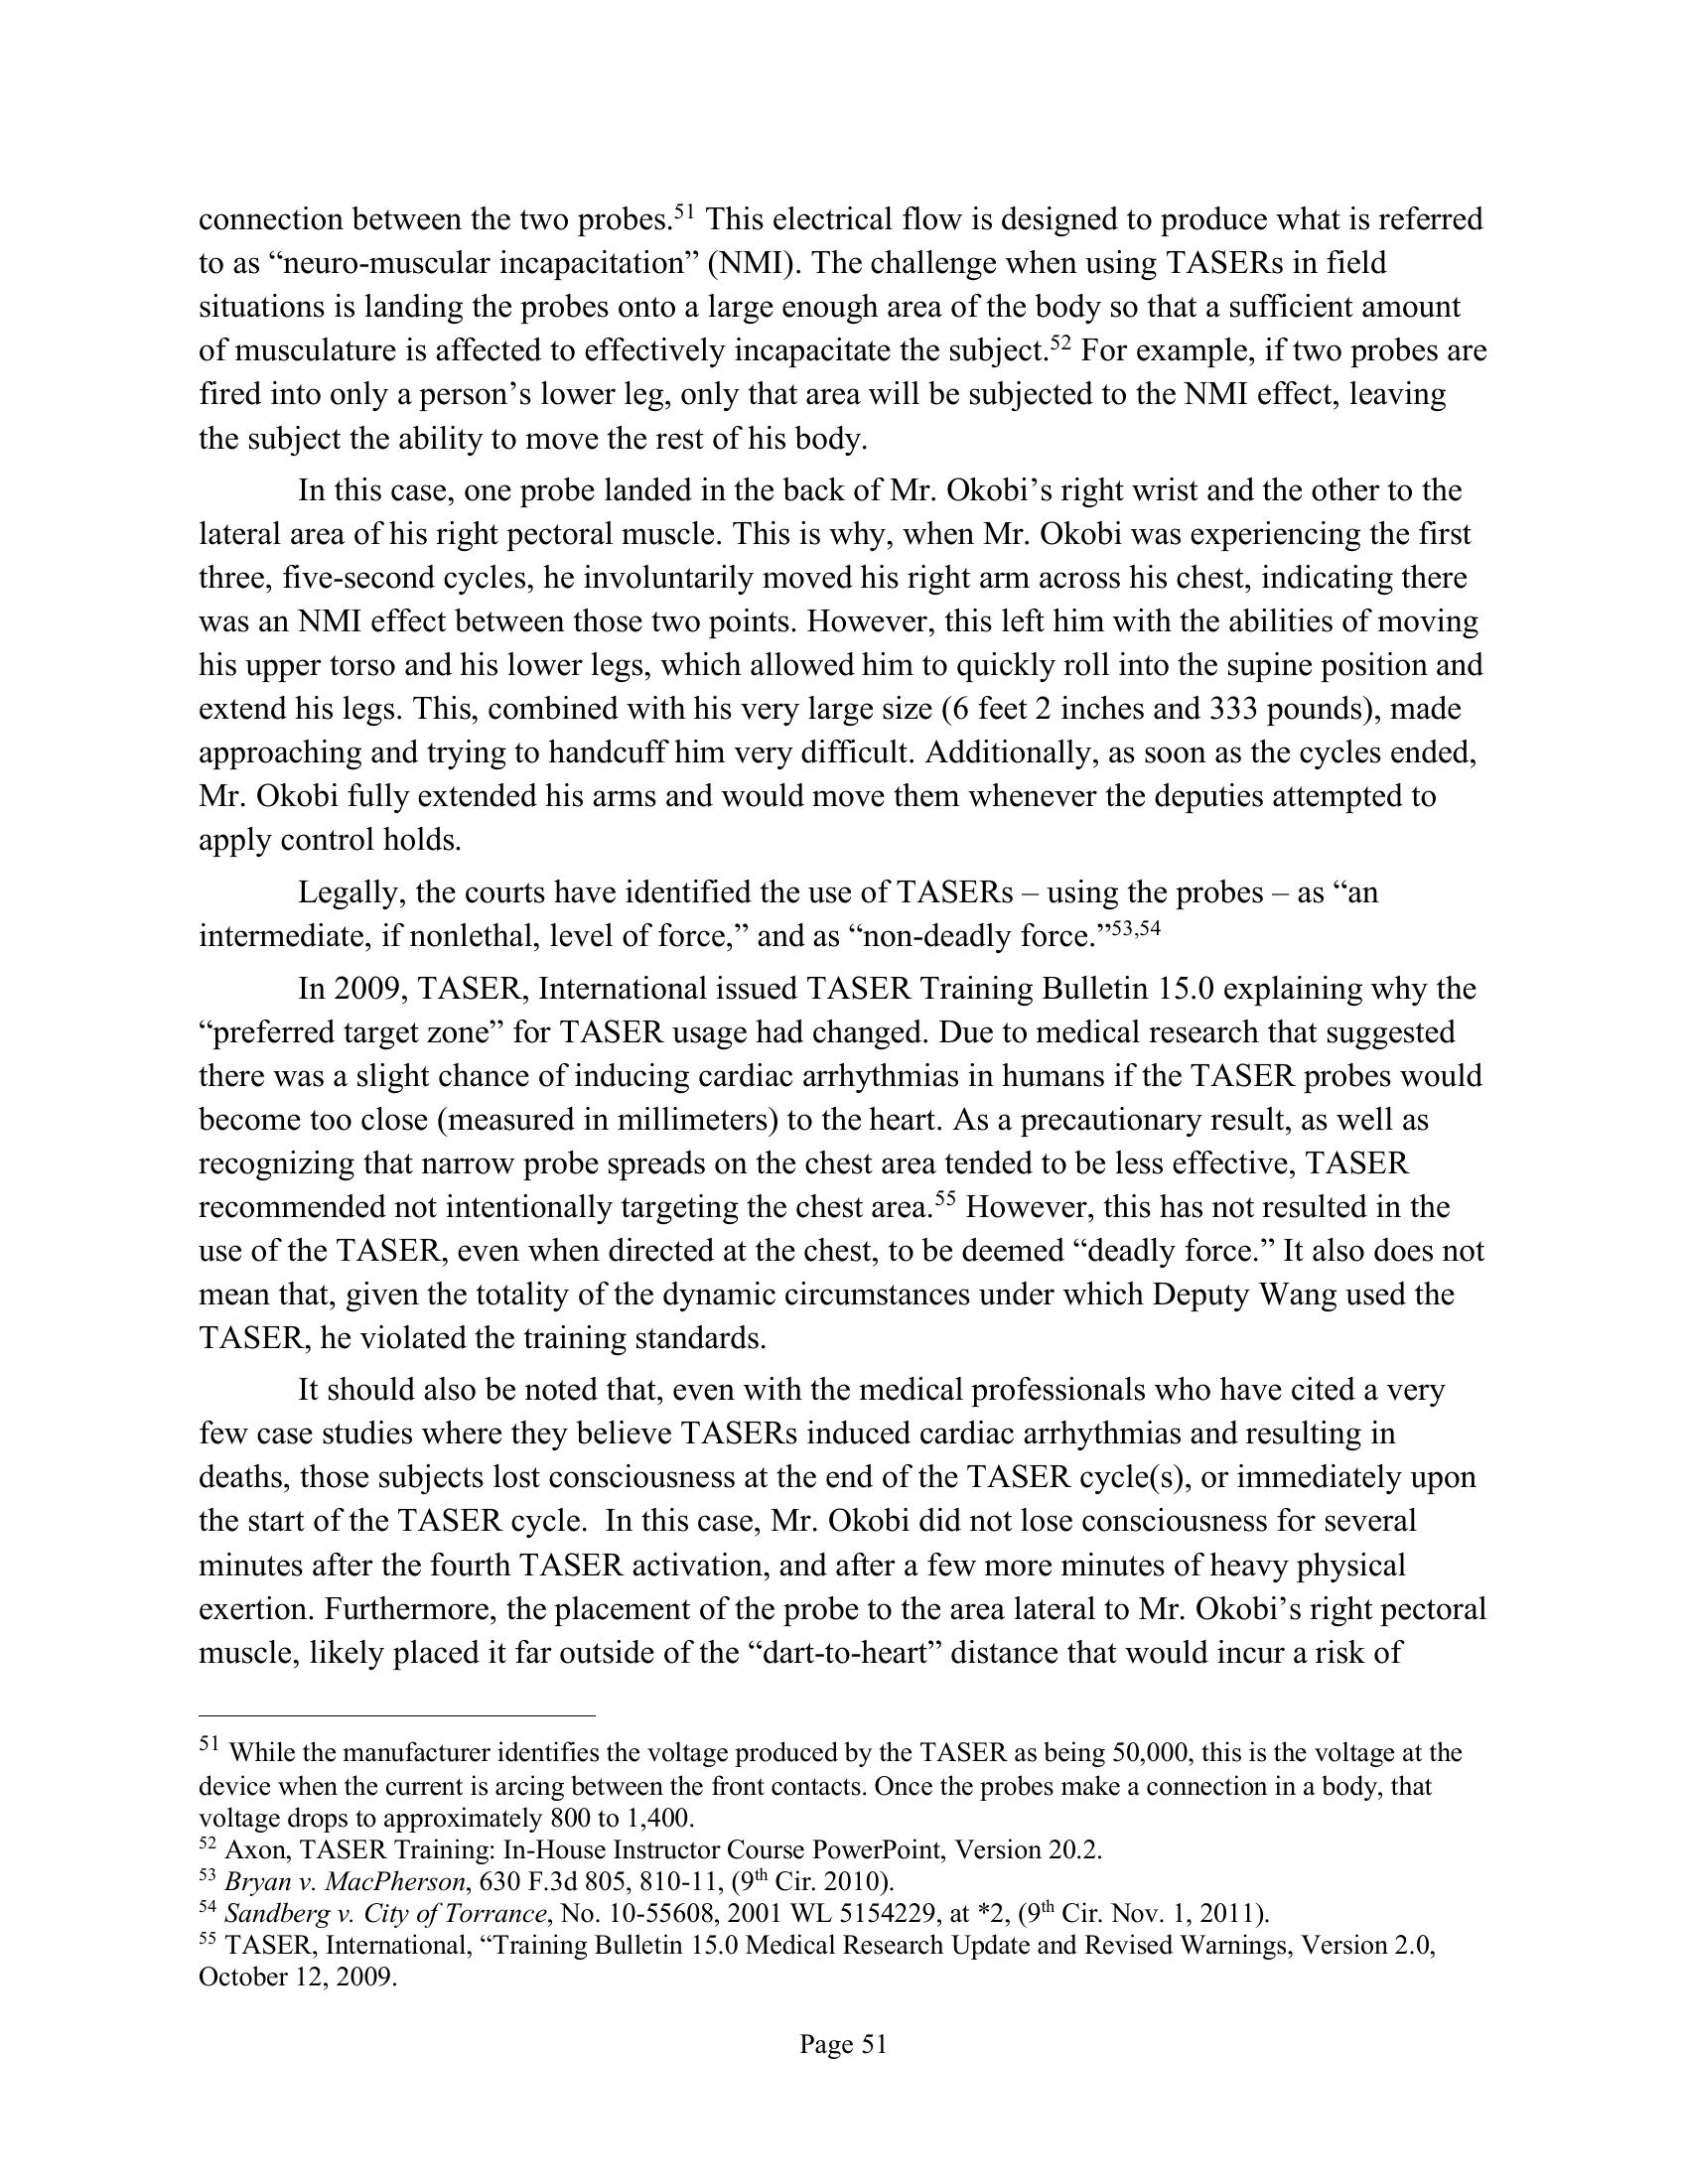 connection between the two probes.51 This electrical flow is designed to produce what is referred
to as “neuro-muscular incapacitation” (NMI). The challenge when using TASERs in field
situations is landing the probes onto a large enough area of the body so that a sufficient amount
of musculature is affected to effectively incapacitate the subject.52 For example, if two probes are
fired into only a person’s lower leg, only that area will be subjected to the NMI effect, leaving
the subject the ability to move the rest of his body.
In this case, one probe landed in the back of Mr. Okobi’s right wrist and the other to the
lateral area of his right pectoral muscle. This is why, when Mr. Okobi was experiencing the first
three, five-second cycles, he involuntarily moved his right arm across his chest, indicating there
was an NMI effect between those two points. However, this left him with the abilities of moving
his upper torso and his lower legs, which allowed him to quickly roll into the supine position and
extend his legs. This, combined with his very large size (6 feet 2 inches and 333 pounds), made
approaching and trying to handcuff him very difficult. Additionally, as soon as the cycles ended,
Mr. Okobi fully extended his arms and would move them whenever the deputies attempted to
apply control holds.
Legally, the courts have identified the use of TASERs – using the probes – as “an
intermediate, if nonlethal, level of force,” and as “non-deadly force.”53,54
In 2009, TASER, International issued TASER Training Bulletin 15.0 explaining why the
“preferred target zone” for TASER usage had changed. Due to medical research that suggested
there was a slight chance of inducing cardiac arrhythmias in humans if the TASER probes would
become too close (measured in millimeters) to the heart. As a precautionary result, as well as
recognizing that narrow probe spreads on the chest area tended to be less effective, TASER
recommended not intentionally targeting the chest area.55 However, this has not resulted in the
use of the TASER, even when directed at the chest, to be deemed “deadly force.” It also does not
mean that, given the totality of the dynamic circumstances under which Deputy Wang used the
TASER, he violated the training standards.
It should also be noted that, even with the medical professionals who have cited a very
few case studies where they believe TASERs induced cardiac arrhythmias and resulting in
deaths, those subjects lost consciousness at the end of the TASER cycle(s), or immediately upon
the start of the TASER cycle.  In this case, Mr. Okobi did not lose consciousness for several
minutes after the fourth TASER activation, and after a few more minutes of heavy physical
exertion. Furthermore, the placement of the probe to the area lateral to Mr. Okobi’s right pectoral
muscle, likely placed it far outside of the “dart-to-heart” distance that would incur a risk of
51 While the manufacturer identifies the voltage produced by the TASER as being 50,000, this is the voltage at the
device when the current is arcing between the front contacts. Once the probes make a connection in a body, that
voltage drops to approximately 800 to 1,400.
52 Axon, TASER Training: In-House Instructor Course PowerPoint, Version 20.2.
53 Bryan v. MacPherson, 630 F.3d 805, 810-11, (9th Cir. 2010).
54 Sandberg v. City of Torrance, No. 10-55608, 2001 WL 5154229, at *2, (9th Cir. Nov. 1, 2011).
55 TASER, International, “Training Bulletin 15.0 Medical Research Update and Revised Warnings, Version 2.0,
October 12, 2009.
Page 51